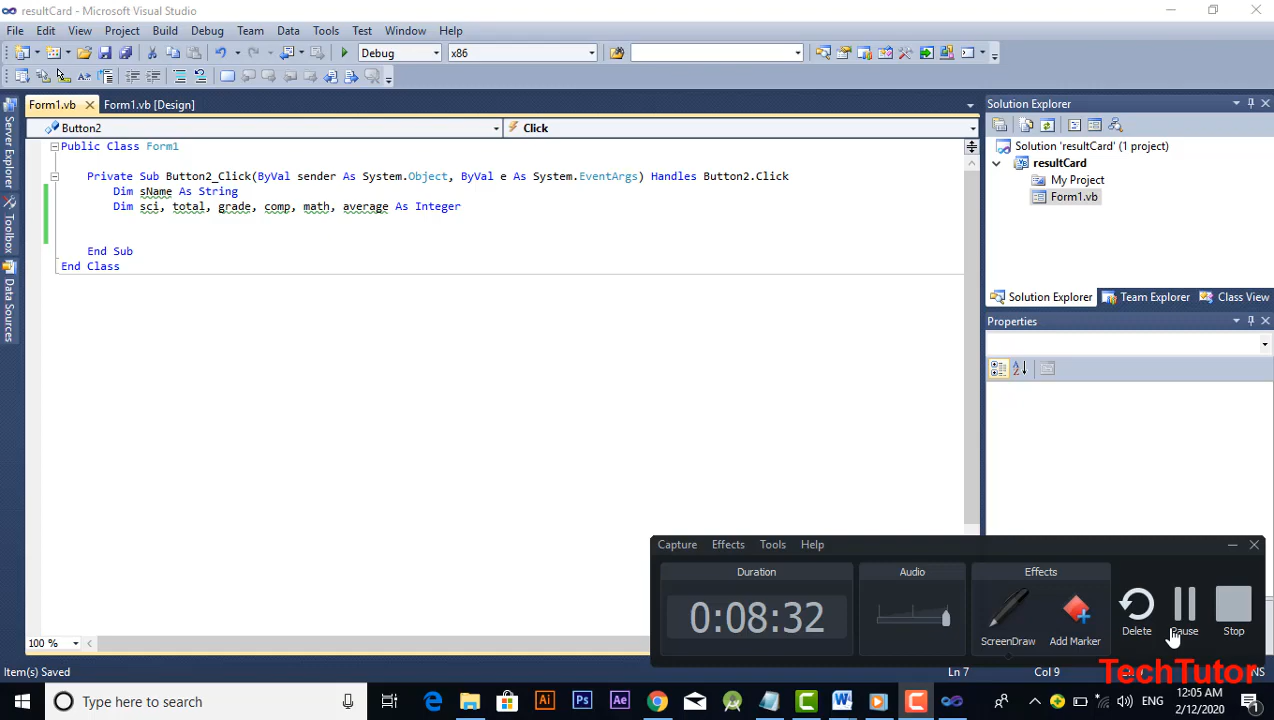 resultCard - Microsoft Visual Studio
File Edit View Project Build Debug Team Data Tools Test Window Help
Debug x86
Form1.vb Form1.vb [Design]
Button2 Click
Public Class Form1
Private Sub Button2_Click(ByVal sender As System.Object, ByVal e As System.EventArgs) Handles Button2.Click
Dim sName As String
Dim sci, total, grade, comp, math, average As Integer
End Sub
End Class
Server Explorer
Toolbox
Data Sources
Solution Explorer
Solution 'resultCard' (1 project)
resultCard
My Project
Form1.vb
Solution Explorer Team Explorer Class View
Properties
Capture Effects Tools Help
Duration Audio Effects
0:08:32
ScreenDraw Add Marker Delete Pause Stop
100 %
Item(s) Saved Ln 7 Col 9
TechTutor
Type here to search
ENG
12:05 AM
2/12/2020